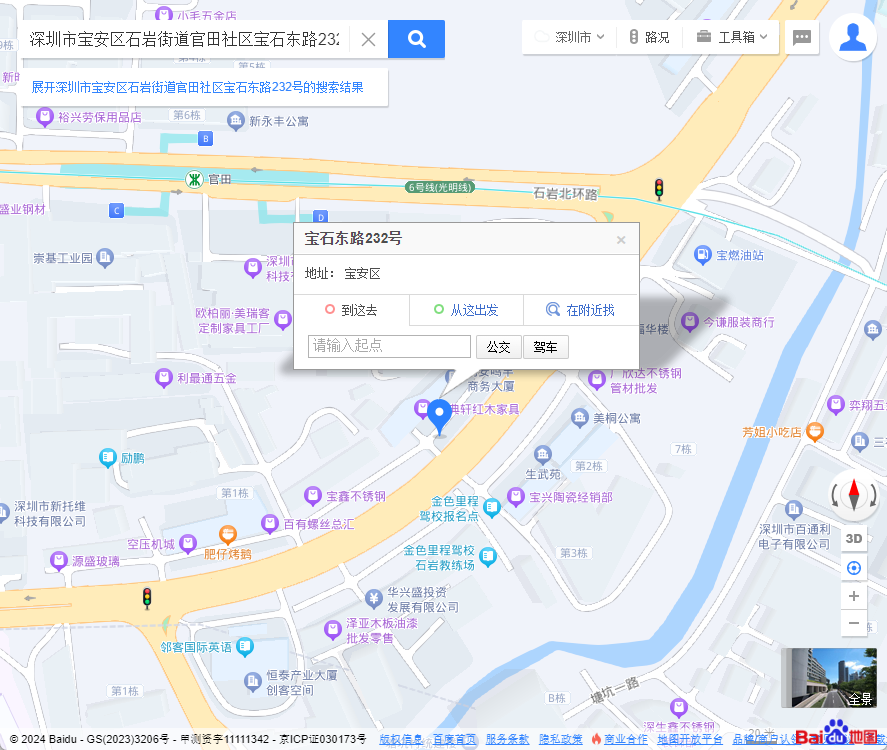 小毛五金店
深圳市宝安区石岩街道官田社区宝石东路232
深圳市
路况
工具箱
第5栋
展开深圳市宝安区石岩街道官田社区宝石东路232号的搜索结果
裕兴劳保用品店
第6栋
新永丰公寓
B
官田
6号线(光明线)
石岩北环路
盛业钢材
C
D
宝石东路232号
崇基工业园
宝燃油站
地址： 宝安区
到这去
从这出发
在附近找
欧柏丽·美瑞客
定制家具工厂
福华楼
今谦服装商行
请输入起点
公交
驾车
利最通五金
商务大厦
广欣达不锈钢
管材批发
典轩红木家具
美桐公寓
芳姐小吃店
7栋
励鹏
生武苑
第2栋
第1栋
宝鑫不锈钢
宝兴陶瓷经销部
金色里程
驾校报名点
深圳市新托维
科技有限公司
百有螺丝总汇
深圳市百通利
电子有限公司
空压机城
肥仔烤鹅
源盛玻璃
金色里程驾校
石岩教练场
第3栋
3D
华兴盛投资
发展有限公司
泽亚木板油漆
批发零售
邻客国际英语
恒泰产业大厦
创客空间
第1栋
B栋
塘坑一路
全景
深生鑫森
20 米
© 2024 Baidu - GS(2023)3206号 - 甲测资字11111342 - 京ICP证030173号
版权信息
百度首页
服务条款
隐私政策
商业合作
地图开放平台
Bai du 地图